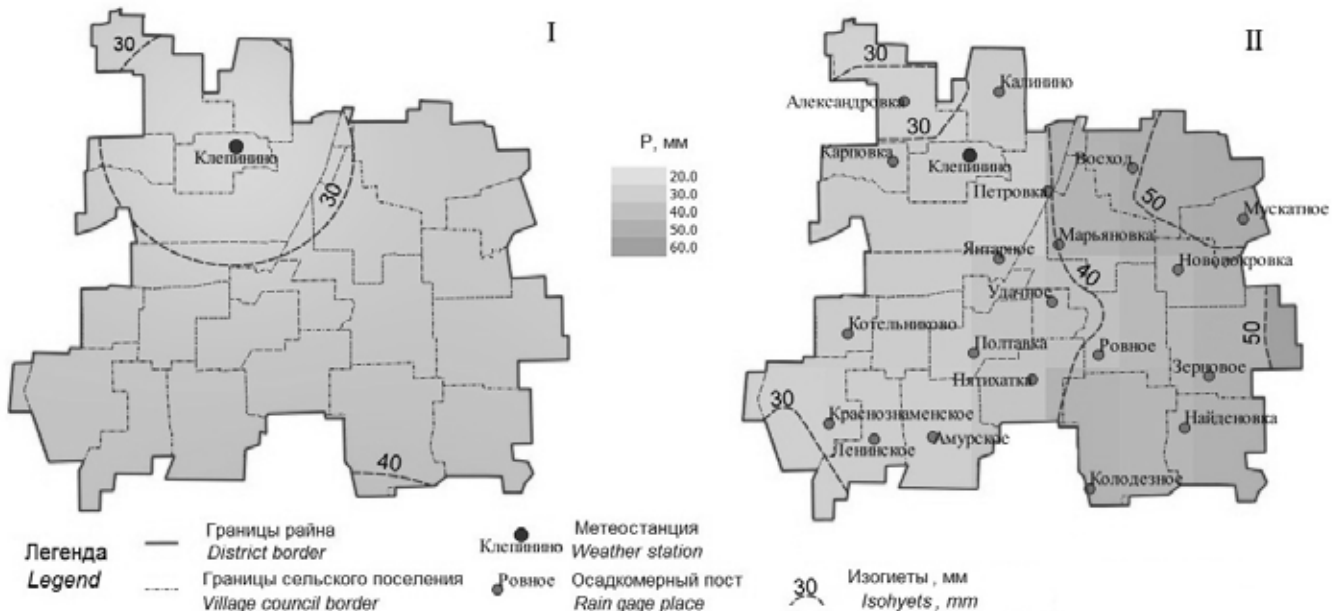 30
I
30
40
P, мм
20.0
30.0
40.0
50.0
60.0
II
30
Калинино
Александровка
30
Карповка
Клепинино
Восход
Петровка
50
Мускатное
Марьяновка
Янтарное
Новопокровка
40
Удачное
Котельниково
50
Полтавка
Ровное
Зерновое
Пятихатка
30
Краснознаменское
Найденовка
Ленинское
Амурское
Колодезное
Клепинино
Легенда
Legend
Границы райна
District border
Границы сельского поселения
Village council border
Клепинино
Метеостанция
Weather station
Ровное
Осадкомерный пост
Rain gage place
30
Изогиеты, мм
Isohyets, mm